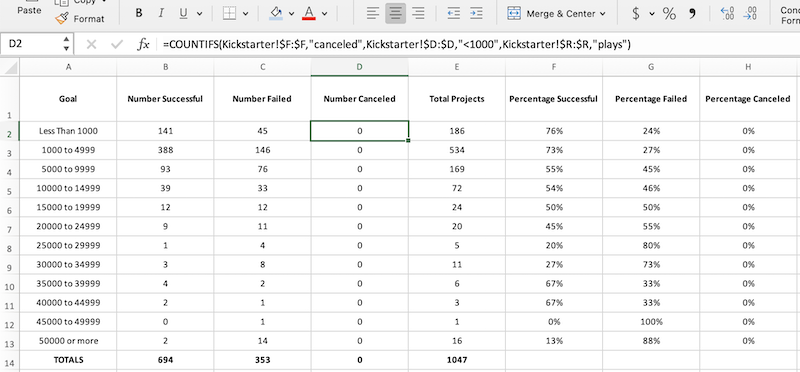 Paste Copy Format B I U A Merge & Center $ % 9 .0 .00 .00 .0 Con Form
D2 fx =COUNTIFS(Kickstarter!$F:$F,"canceled",Kickstarter!$D:$D,"<1000",Kickstarter!$R:$R,"plays")
A B C D E F G H
1 Goal Number Successful Number Failed Number Canceled Total Projects Percentage Successful Percentage Failed Percentage Canceled
2 Less Than 1000 141 45 0 186 76% 24% 0%
3 1000 to 4999 388 146 0 534 73% 27% 0%
4 5000 to 9999 93 76 0 169 55% 45% 0%
5 10000 to 14999 39 33 0 72 54% 46% 0%
6 15000 to 19999 12 12 0 24 50% 50% 0%
7 20000 to 24999 9 11 0 20 45% 55% 0%
8 25000 to 29999 1 4 0 5 20% 80% 0%
9 30000 to 34999 3 8 0 11 27% 73% 0%
10 35000 to 39999 4 2 0 6 67% 33% 0%
11 40000 to 44999 2 1 0 3 67% 33% 0%
12 45000 to 49999 0 1 0 1 0% 100% 0%
13 50000 or more 2 14 0 16 13% 88% 0%
14 TOTALS 694 353 0 1047